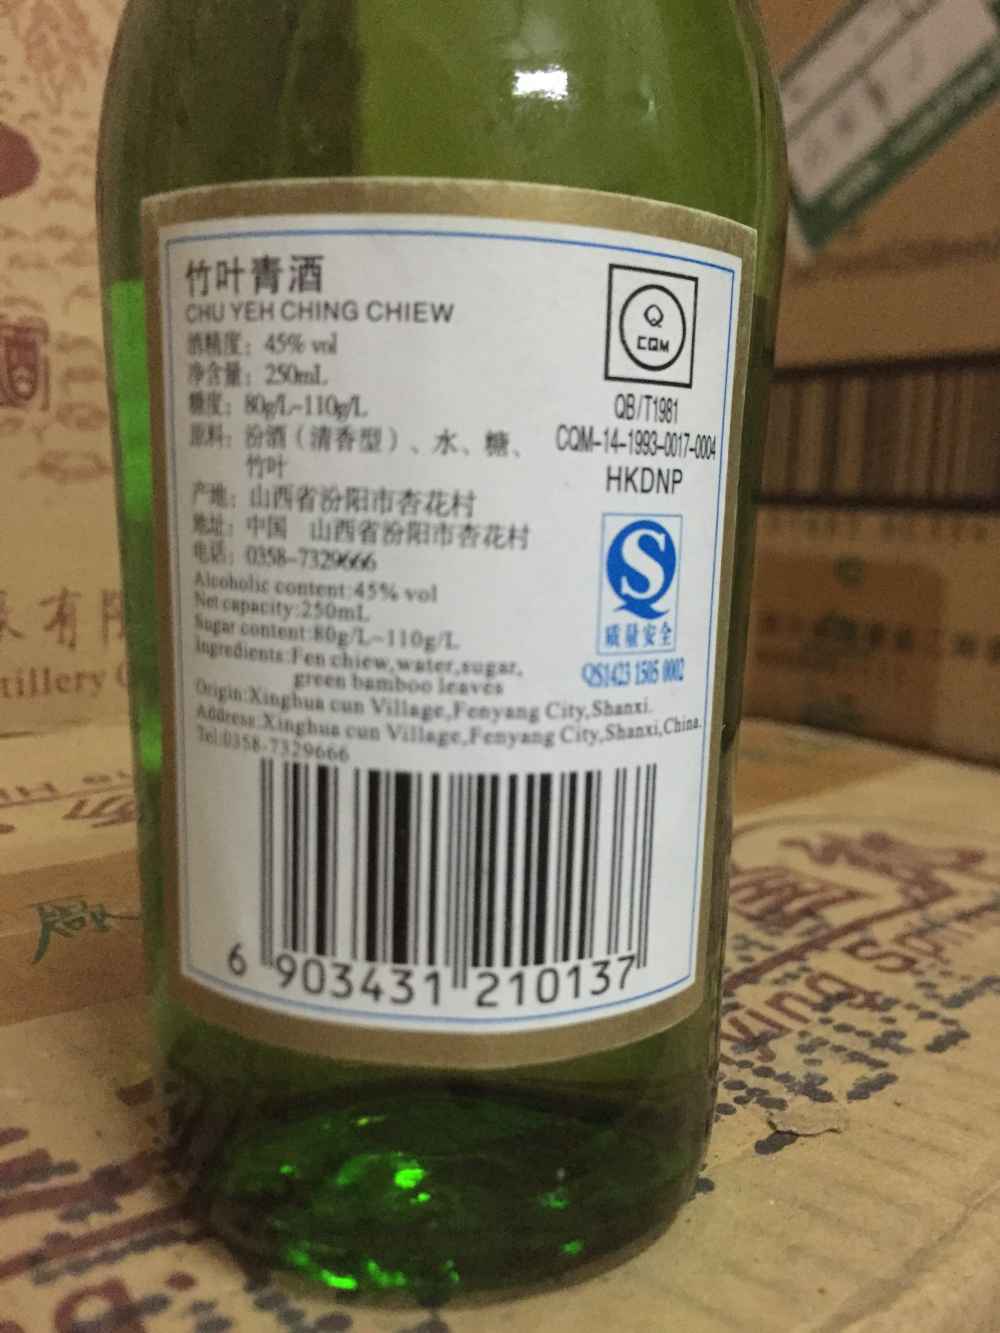 竹叶青酒
CHU YEH CHING CHIEW
酒精度：45% vol
净含量：250mL
糖度：80g/L-110g/L
原料：汾酒（清香型）、水、糖、
竹叶
产地：山西省汾阳市杏花村
地址：中国 山西省汾阳市杏花村
电话：0358-7329666
Alcoholic content:45% vol
Net capacity:250mL
Sugar content:80g/L~110g/L
Ingredients:Fen chiew,water,sugar,
green bamboo leaves
Origin:Xinghua cun Village,Fenyang City,Shanxi.
Address:Xinghua cun Village,Fenyang City,Shanxi,China.
Tel:0358-7329666
Q
CQM
QB/T1981
CQM-14-1993-0017-0004
HKDNP
S
质量安全
QS1423 1505 0002
6 903431 210137
有限
tillery